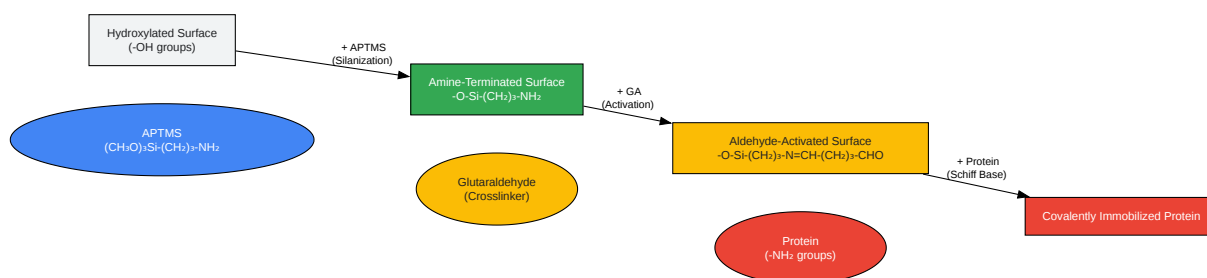 Hydroxylated Surface
(-OH groups)
+ APTMS
(Silanization)
Amine-Terminated Surface
-O-Si-(CH₂)₃-NH₂
+ GA
(Activation)
APTMS
(CH₃O)₃Si-(CH₂)₃-NH₂
Aldehyde-Activated Surface
-O-Si-(CH₂)₃-N=CH-(CH₂)₃-CHO
+ Protein
(Schiff Base)
Glutaraldehyde
(Crosslinker)
Covalently Immobilized Protein
Protein
(-NH₂ groups)